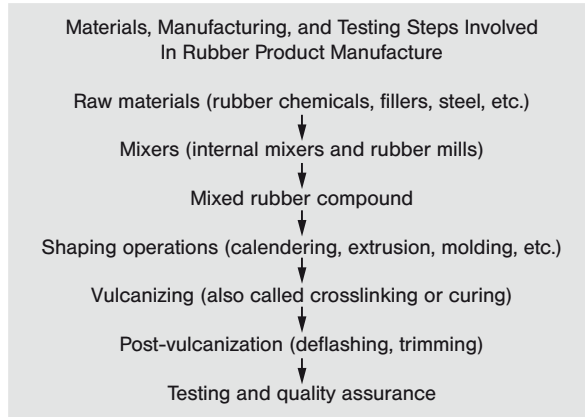 Materials, Manufacturing, and Testing Steps Involved
In Rubber Product Manufacture
Raw materials (rubber chemicals, fillers, steel, etc.)
Mixers (internal mixers and rubber mills)
Mixed rubber compound
Shaping operations (calendering, extrusion, molding, etc.)
Vulcanizing (also called crosslinking or curing)
Post-vulcanization (deflashing, trimming)
Testing and quality assurance